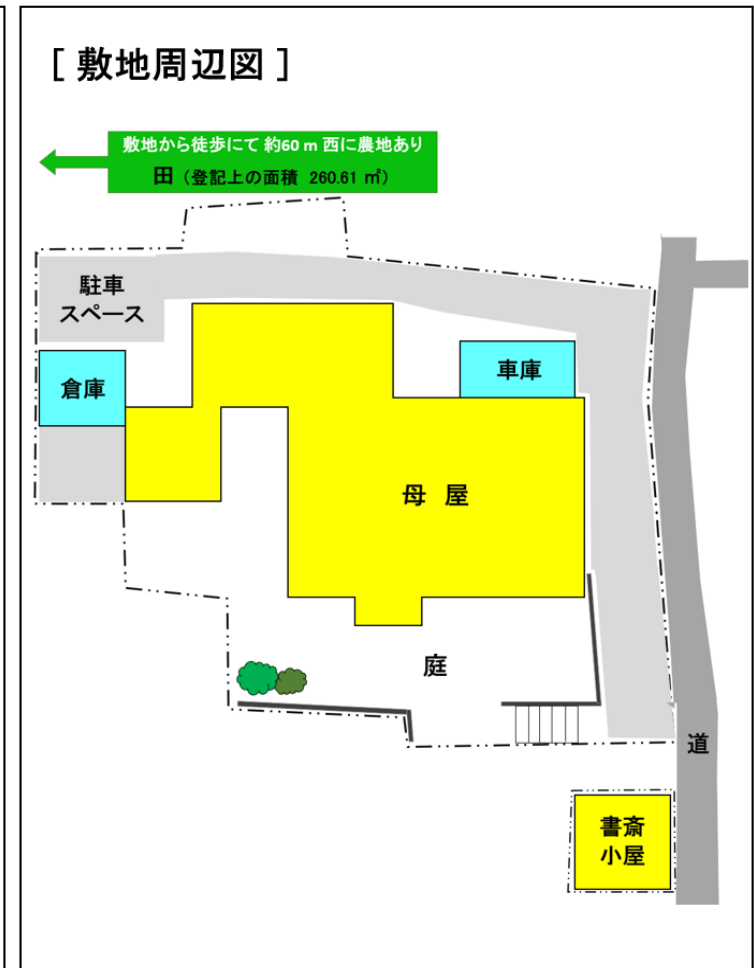 [ 敷地周辺図 ]
敷地から徒歩にて 約60 m 西に農地あり
田（登記上の面積 260.61 ㎡）
駐車
スペース
倉庫
車庫
母 屋
庭
道
書斎
小屋